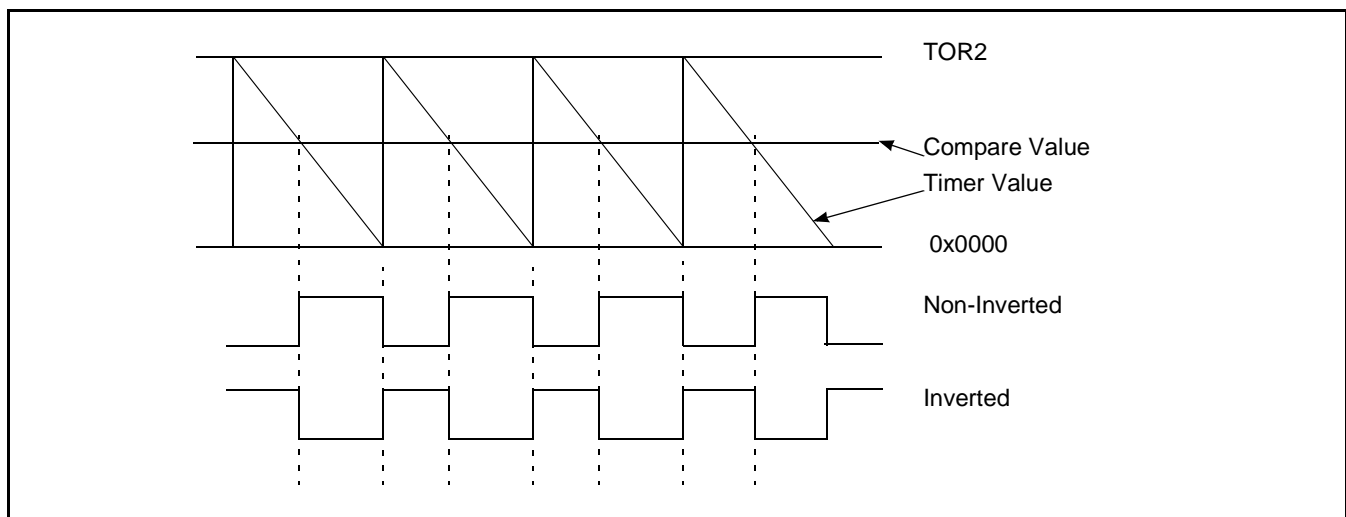 TOR2
Compare Value
Timer Value
0x0000
Non-Inverted
Inverted